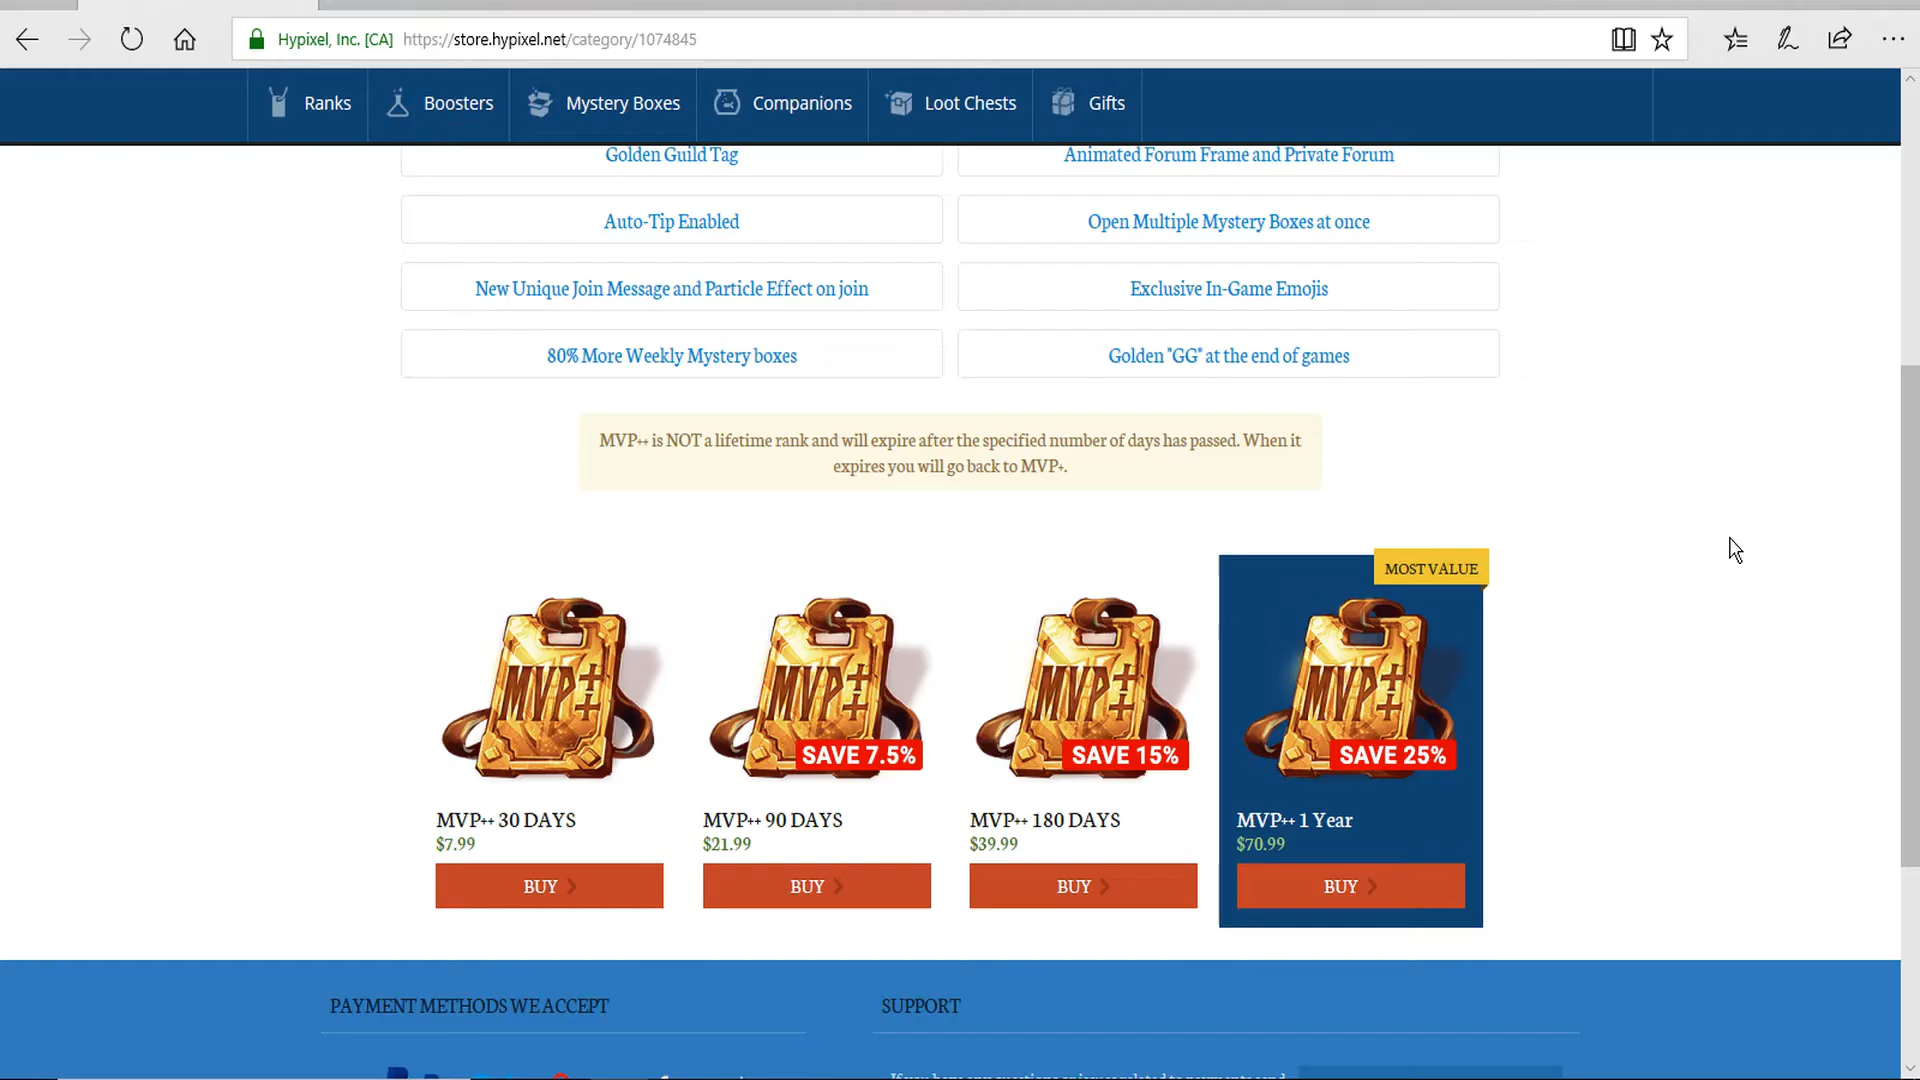 Hypixel, Inc. [CA] https://store.hypixel.net/category/1074845
Ranks
Boosters
Mystery Boxes
Companions
Loot Chests
Gifts
Golden Guild Tag
Animated Forum Frame and Private Forum
Auto-Tip Enabled
Open Multiple Mystery Boxes at once
New Unique Join Message and Particle Effect on join
Exclusive In-Game Emojis
80% More Weekly Mystery boxes
Golden "GG" at the end of games
MVP++ is NOT a lifetime rank and will expire after the specified number of days has passed. When it
expires you will go back to MVP+.
MOST VALUE
MVP++
MVP++
MVP++
MVP++
SAVE 7.5%
SAVE 15%
SAVE 25%
MVP++ 30 DAYS
$7.99
BUY
MVP++ 90 DAYS
$21.99
BUY
MVP++ 180 DAYS
$39.99
BUY
MVP++ 1 Year
$70.99
BUY
PAYMENT METHODS WE ACCEPT
SUPPORT